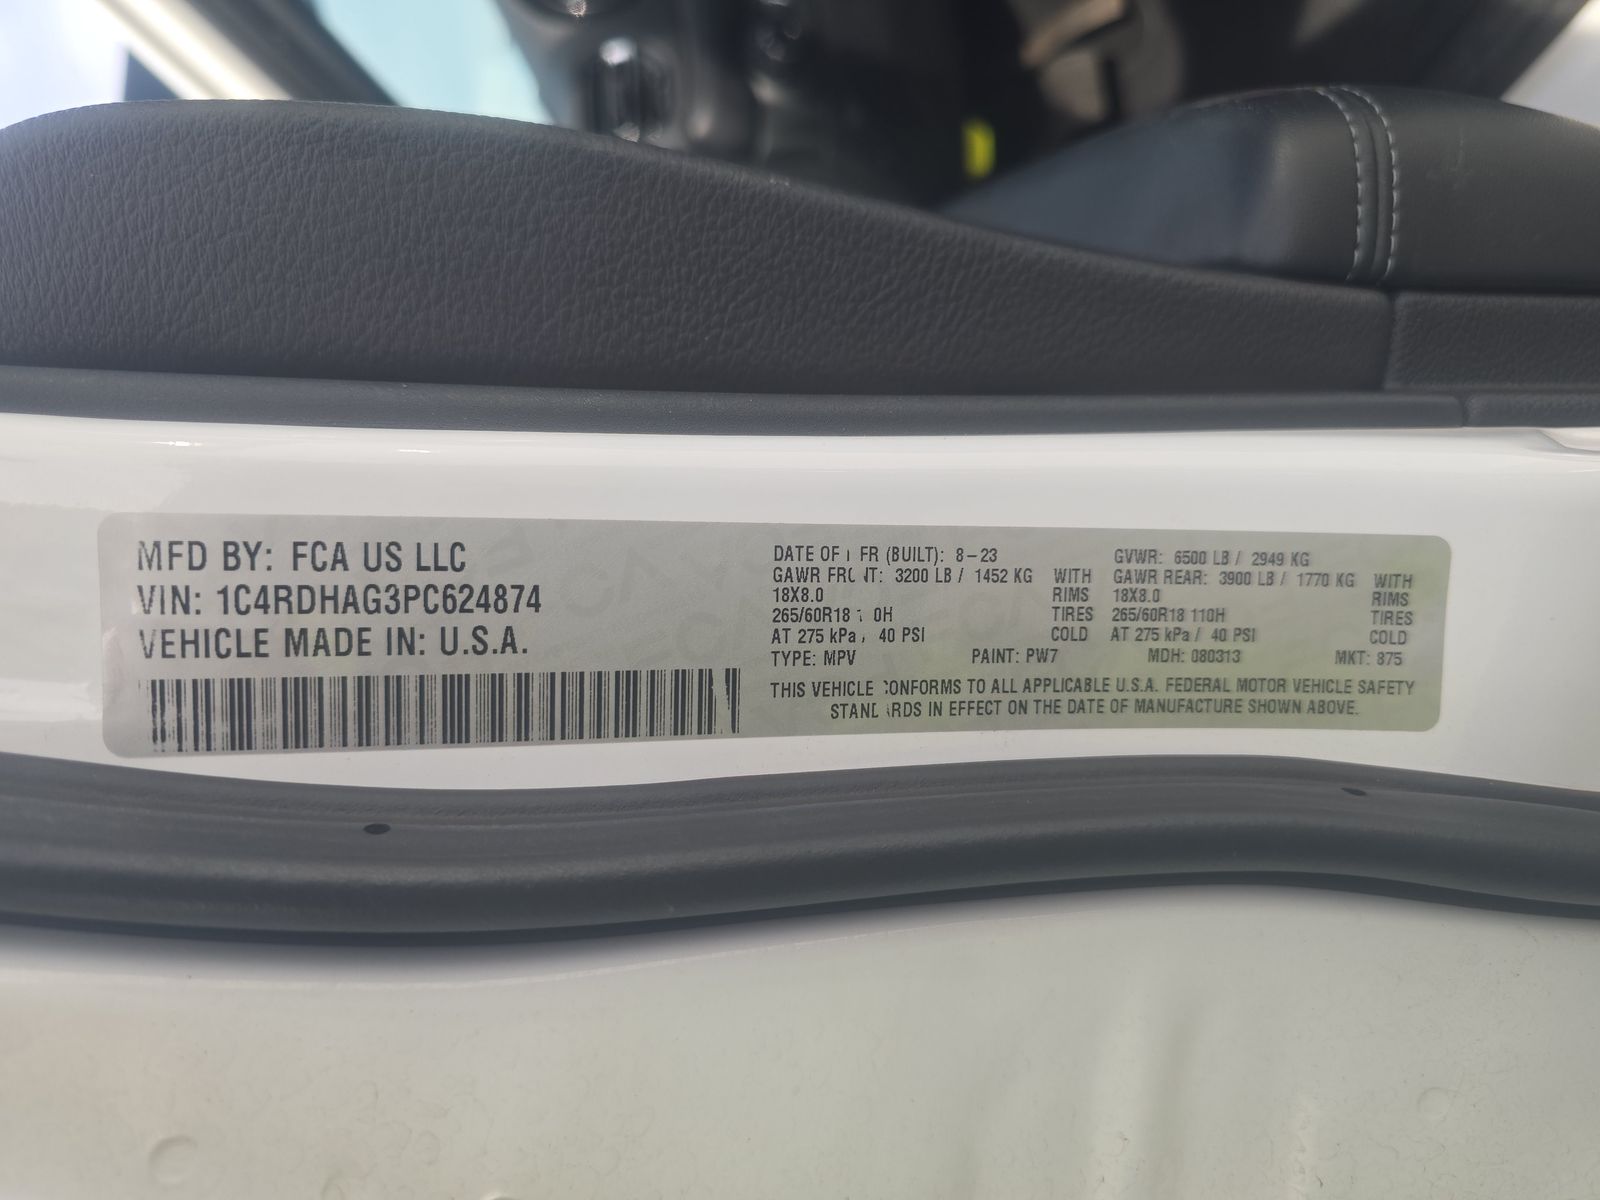 MFD BY: FCA US LLC
VIN: 1C4RDHAG3PC624874
VEHICLE MADE IN: U.S.A.
DATE OF FR (BUILT): 8-23
GVWR: 6500 LB / 2949 KG
GAWR FRONT: 3200 LB / 1452 KG WITH
GAWR REAR: 3900 LB / 1770 KG WITH
18X8.0 RIMS
18X8.0 RIMS
265/60R18 1 0H TIRES
265/60R18 110H TIRES
AT 275 kPa / 40 PSI COLD
AT 275 kPa / 40 PSI COLD
TYPE: MPV PAINT: PW7 MDH: 080313 MKT: 875
THIS VEHICLE CONFORMS TO ALL APPLICABLE U.S.A. FEDERAL MOTOR VEHICLE SAFETY
STANDARDS IN EFFECT ON THE DATE OF MANUFACTURE SHOWN ABOVE.